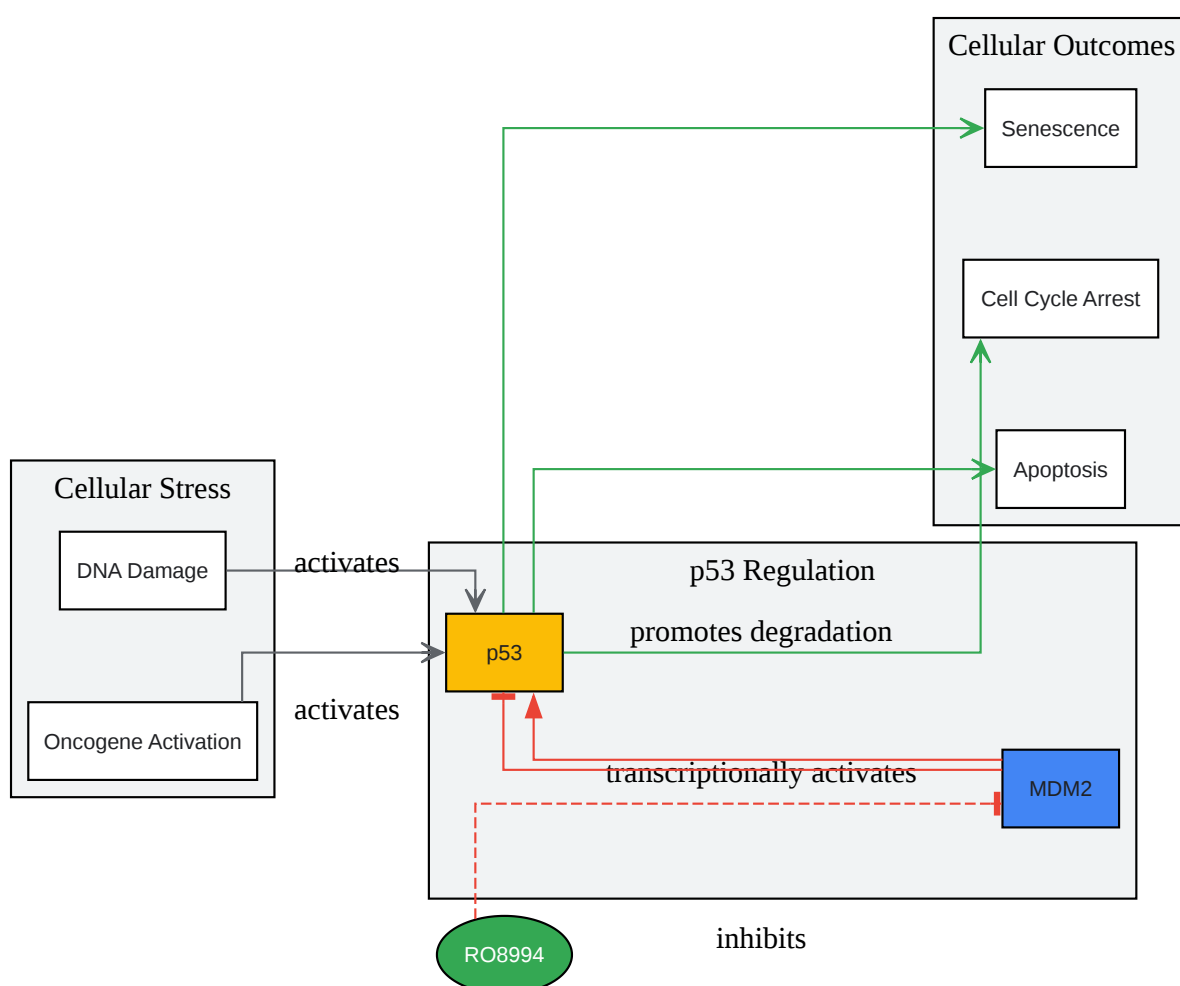 Cellular Outcomes
Senescence
Cell Cycle Arrest
Apoptosis
Cellular Stress
DNA Damage
activates
Oncogene Activation
activates
p53 Regulation
promotes degradation
p53
transcriptionally activates
MDM2
inhibits
RO8994